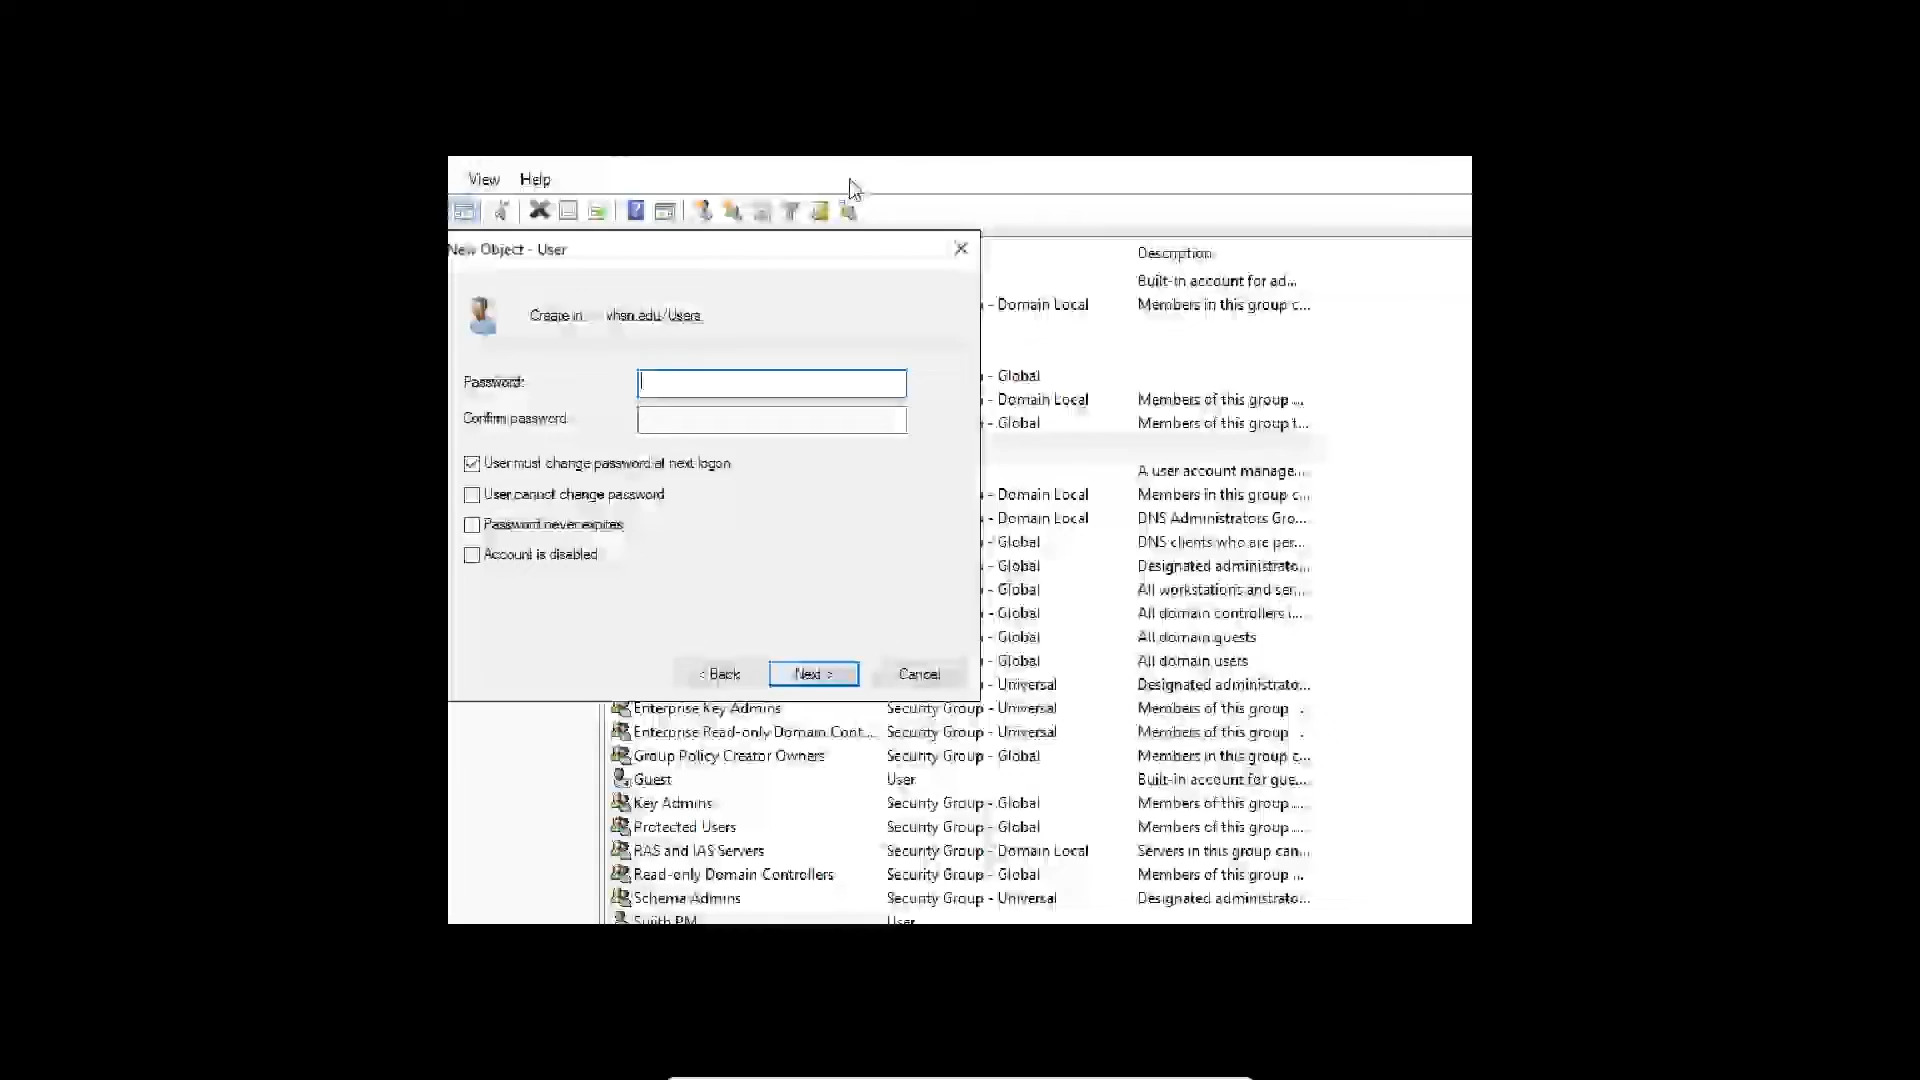 View Help
New Object - User
Create in: vhsn.edu/Users
Password:
Confirm password:
User must change password at next logon
User cannot change password
Password never expires
Account is disabled
< Back Next > Cancel
Description
Built-in account for ad...
- Domain Local Members in this group c...
- Global
- Domain Local Members of this group ...
- Global Members of this group t...
A user account manage...
- Domain Local Members in this group c...
- Domain Local DNS Administrators Gro...
- Global DNS clients who are per...
- Global Designated administrato...
- Global All workstations and ser...
- Global All domain controllers i...
- Global All domain guests
- Global All domain users
- Universal Designated administrato...
Enterprise Key Admins Security Group - Universal Members of this group .
Enterprise Read-only Domain Cont... Security Group - Universal Members of this group .
Group Policy Creator Owners Security Group - Global Members in this group c...
Guest User Built-in account for gue...
Key Admins Security Group - Global Members of this group ...
Protected Users Security Group - Global Members of this group ...
RAS and IAS Servers Security Group - Domain Local Servers in this group can...
Read-only Domain Controllers Security Group - Global Members of this group ...
Schema Admins Security Group - Universal Designated administrato...
Sujith PM User